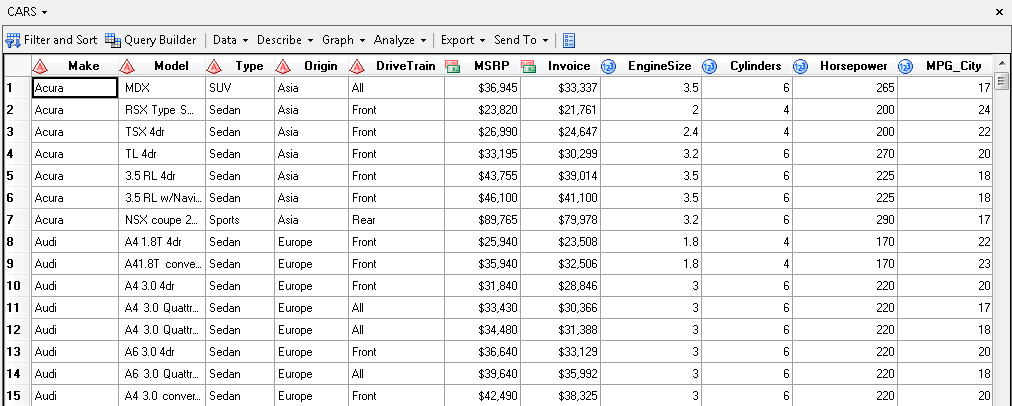 CARS
Filter and Sort Query Builder Data Describe Graph Analyze Export Send To
Make Model Type Origin DriveTrain MSRP Invoice EngineSize Cylinders Horsepower MPG_City
1 Acura MDX SUV Asia All $36,945 $33,337 3.5 6 265 17
2 Acura RSX Type S... Sedan Asia Front $23,820 $21,761 2 4 200 24
3 Acura TSX 4dr Sedan Asia Front $26,990 $24,647 2.4 4 200 22
4 Acura TL 4dr Sedan Asia Front $33,195 $30,299 3.2 6 270 20
5 Acura 3.5 RL 4dr Sedan Asia Front $43,755 $39,014 3.5 6 225 18
6 Acura 3.5 RL w/Navi... Sedan Asia Front $46,100 $41,100 3.5 6 225 18
7 Acura NSX coupe 2... Sports Asia Rear $89,765 $79,978 3.2 6 290 17
8 Audi A4 1.8T 4dr Sedan Europe Front $25,940 $23,508 1.8 4 170 22
9 Audi A41.8T conve... Sedan Europe Front $35,940 $32,506 1.8 4 170 23
10 Audi A4 3.0 4dr Sedan Europe Front $31,840 $28,846 3 6 220 20
11 Audi A4 3.0 Quattr... Sedan Europe All $33,430 $30,366 3 6 220 17
12 Audi A4 3.0 Quattr... Sedan Europe All $34,480 $31,388 3 6 220 18
13 Audi A6 3.0 4dr Sedan Europe Front $36,640 $33,129 3 6 220 20
14 Audi A6 3.0 Quattr... Sedan Europe All $39,640 $35,992 3 6 220 18
15 Audi A4 3.0 conver... Sedan Europe Front $42,490 $38,325 3 6 220 20